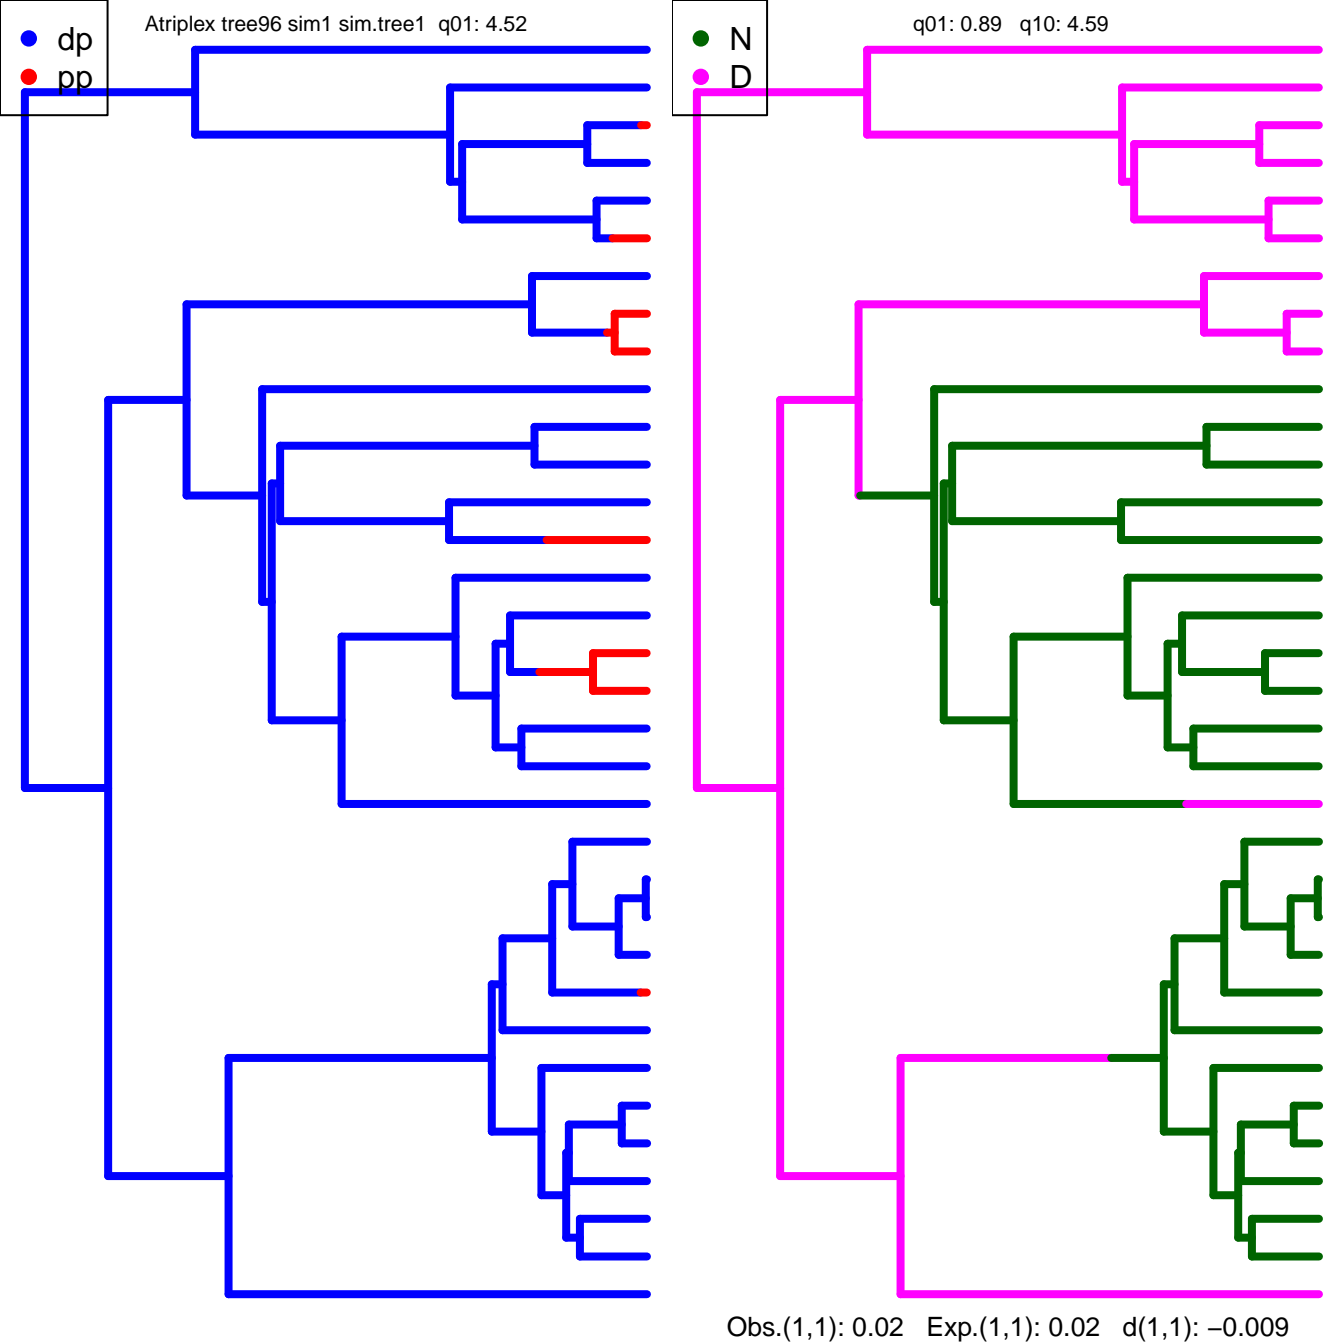 Atriplex tree96 sim1 sim.tree1 q01: 4.52
dp
pp
q01: 0.89 q10: 4.59
N
D
Obs.(1,1): 0.02 Exp.(1,1): 0.02 d(1,1): −0.009